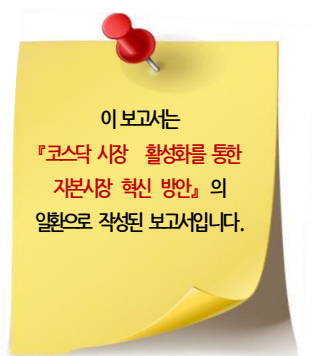 이 보고서는
『코스닥 시장 활성화를 통한
자본시장 혁신 방안』 의
일환으로 작성된 보고서입니다.